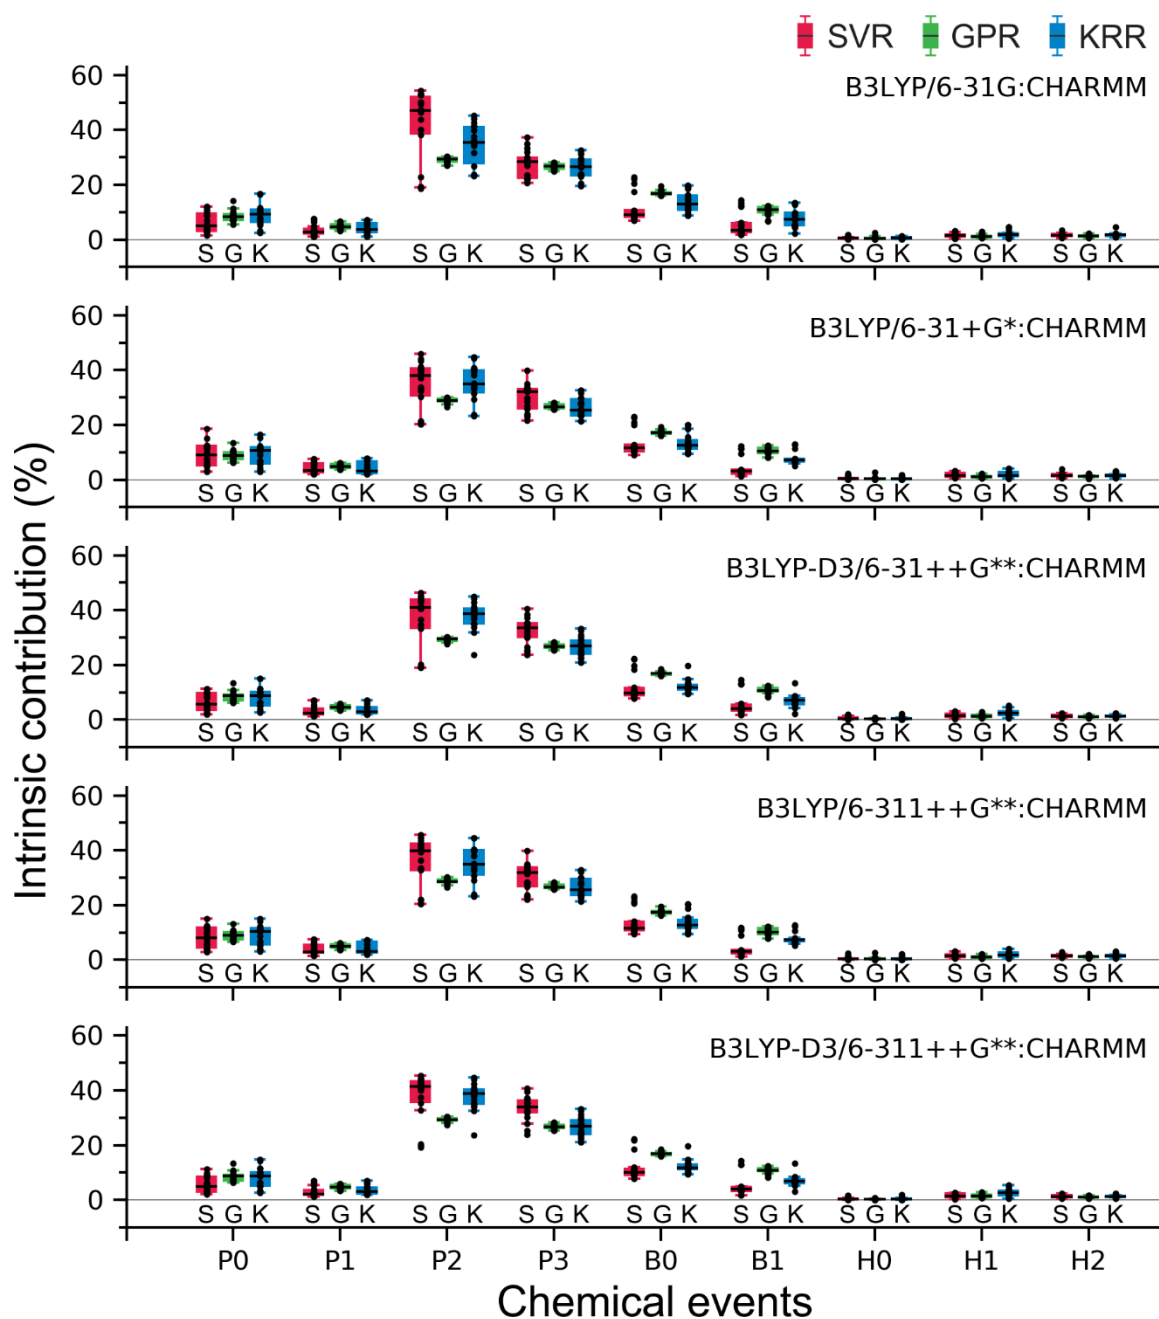 SVR GPR KRR
B3LYP/6-31G:CHARMM
60
40
20
0
S G K S G K S G K S G K S G K S G K S G K S G K S G K
B3LYP/6-31+G*:CHARMM
60
40
20
0
S G K S G K S G K S G K S G K S G K S G K S G K S G K
B3LYP-D3/6-31++G**:CHARMM
60
40
20
0
S G K S G K S G K S G K S G K S G K S G K S G K S G K
B3LYP/6-311++G**:CHARMM
60
40
20
0
S G K S G K S G K S G K S G K S G K S G K S G K S G K
B3LYP-D3/6-311++G**:CHARMM
60
40
20
0
S G K S G K S G K S G K S G K S G K S G K S G K S G K
P0 P1 P2 P3 B0 B1 H0 H1 H2
Chemical events
Intrinsic contribution (%)